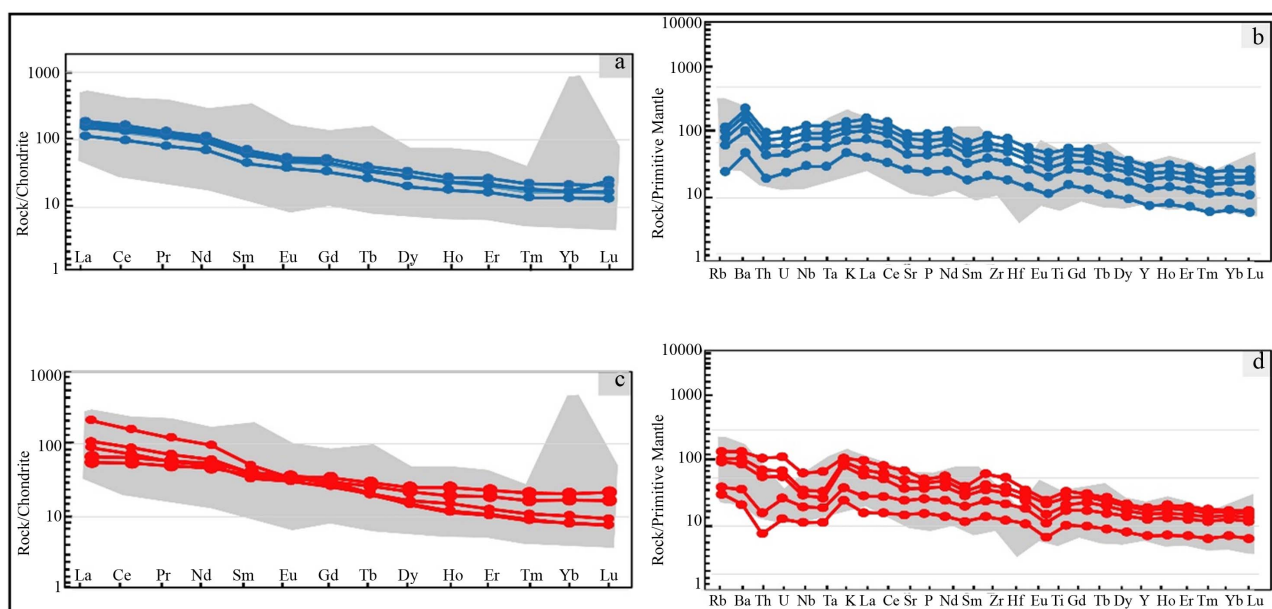 a
Rock/Chondrite
1000
100
10
1
La Ce Pr Nd Sm Eu Gd Tb Dy Ho Er Tm Yb Lu
b
Rock/Primitive Mantle
10000
1000
100
10
1
Rb Ba Th U Nb Ta K La Ce Sr P Nd Sm Zr Hf Eu Ti Gd Tb Dy Y Ho Er Tm Yb Lu
c
Rock/Chondrite
1000
100
10
1
La Ce Pr Nd Sm Eu Gd Tb Dy Ho Er Tm Yb Lu
d
Rock/Primitive Mantle
10000
1000
100
10
1
Rb Ba Th U Nb Ta K La Ce Sr P Nd Sm Zr Hf Eu Ti Gd Tb Dy Y Ho Er Tm Yb Lu